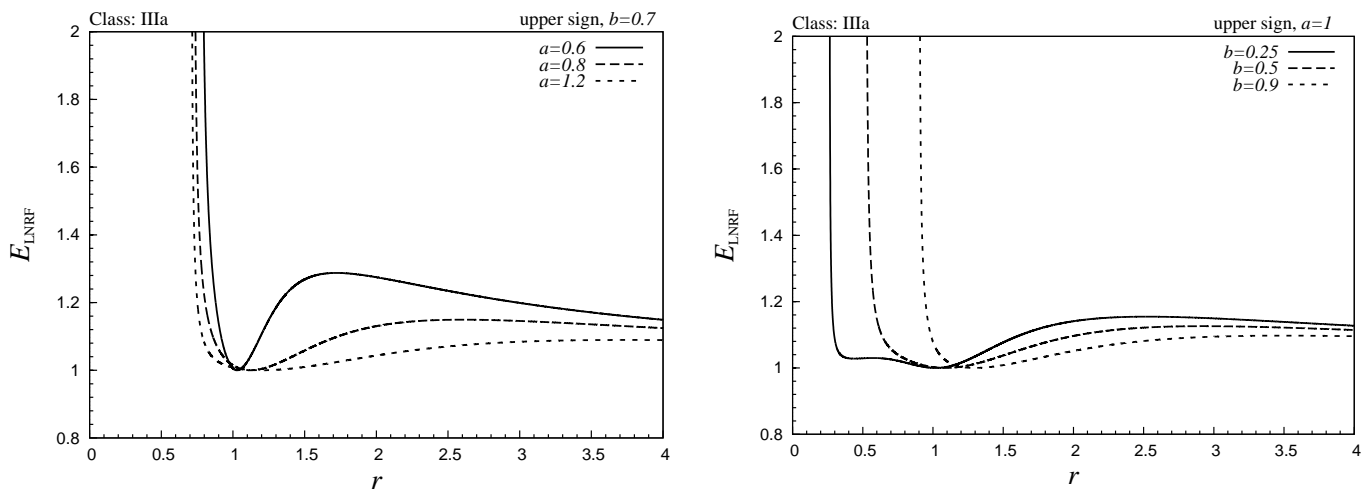 Class: IIIa
upper sign, b=0.7
a=0.6
a=0.8
a=1.2
2
1.8
1.6
1.4
1.2
1
0.8
E_LNRF
0 0.5 1 1.5 2 2.5 3 3.5 4
r
Class: IIIa
upper sign, a=1
b=0.25
b=0.5
b=0.9
2
1.8
1.6
1.4
1.2
1
0.8
E_LNRF
0 0.5 1 1.5 2 2.5 3 3.5 4
r